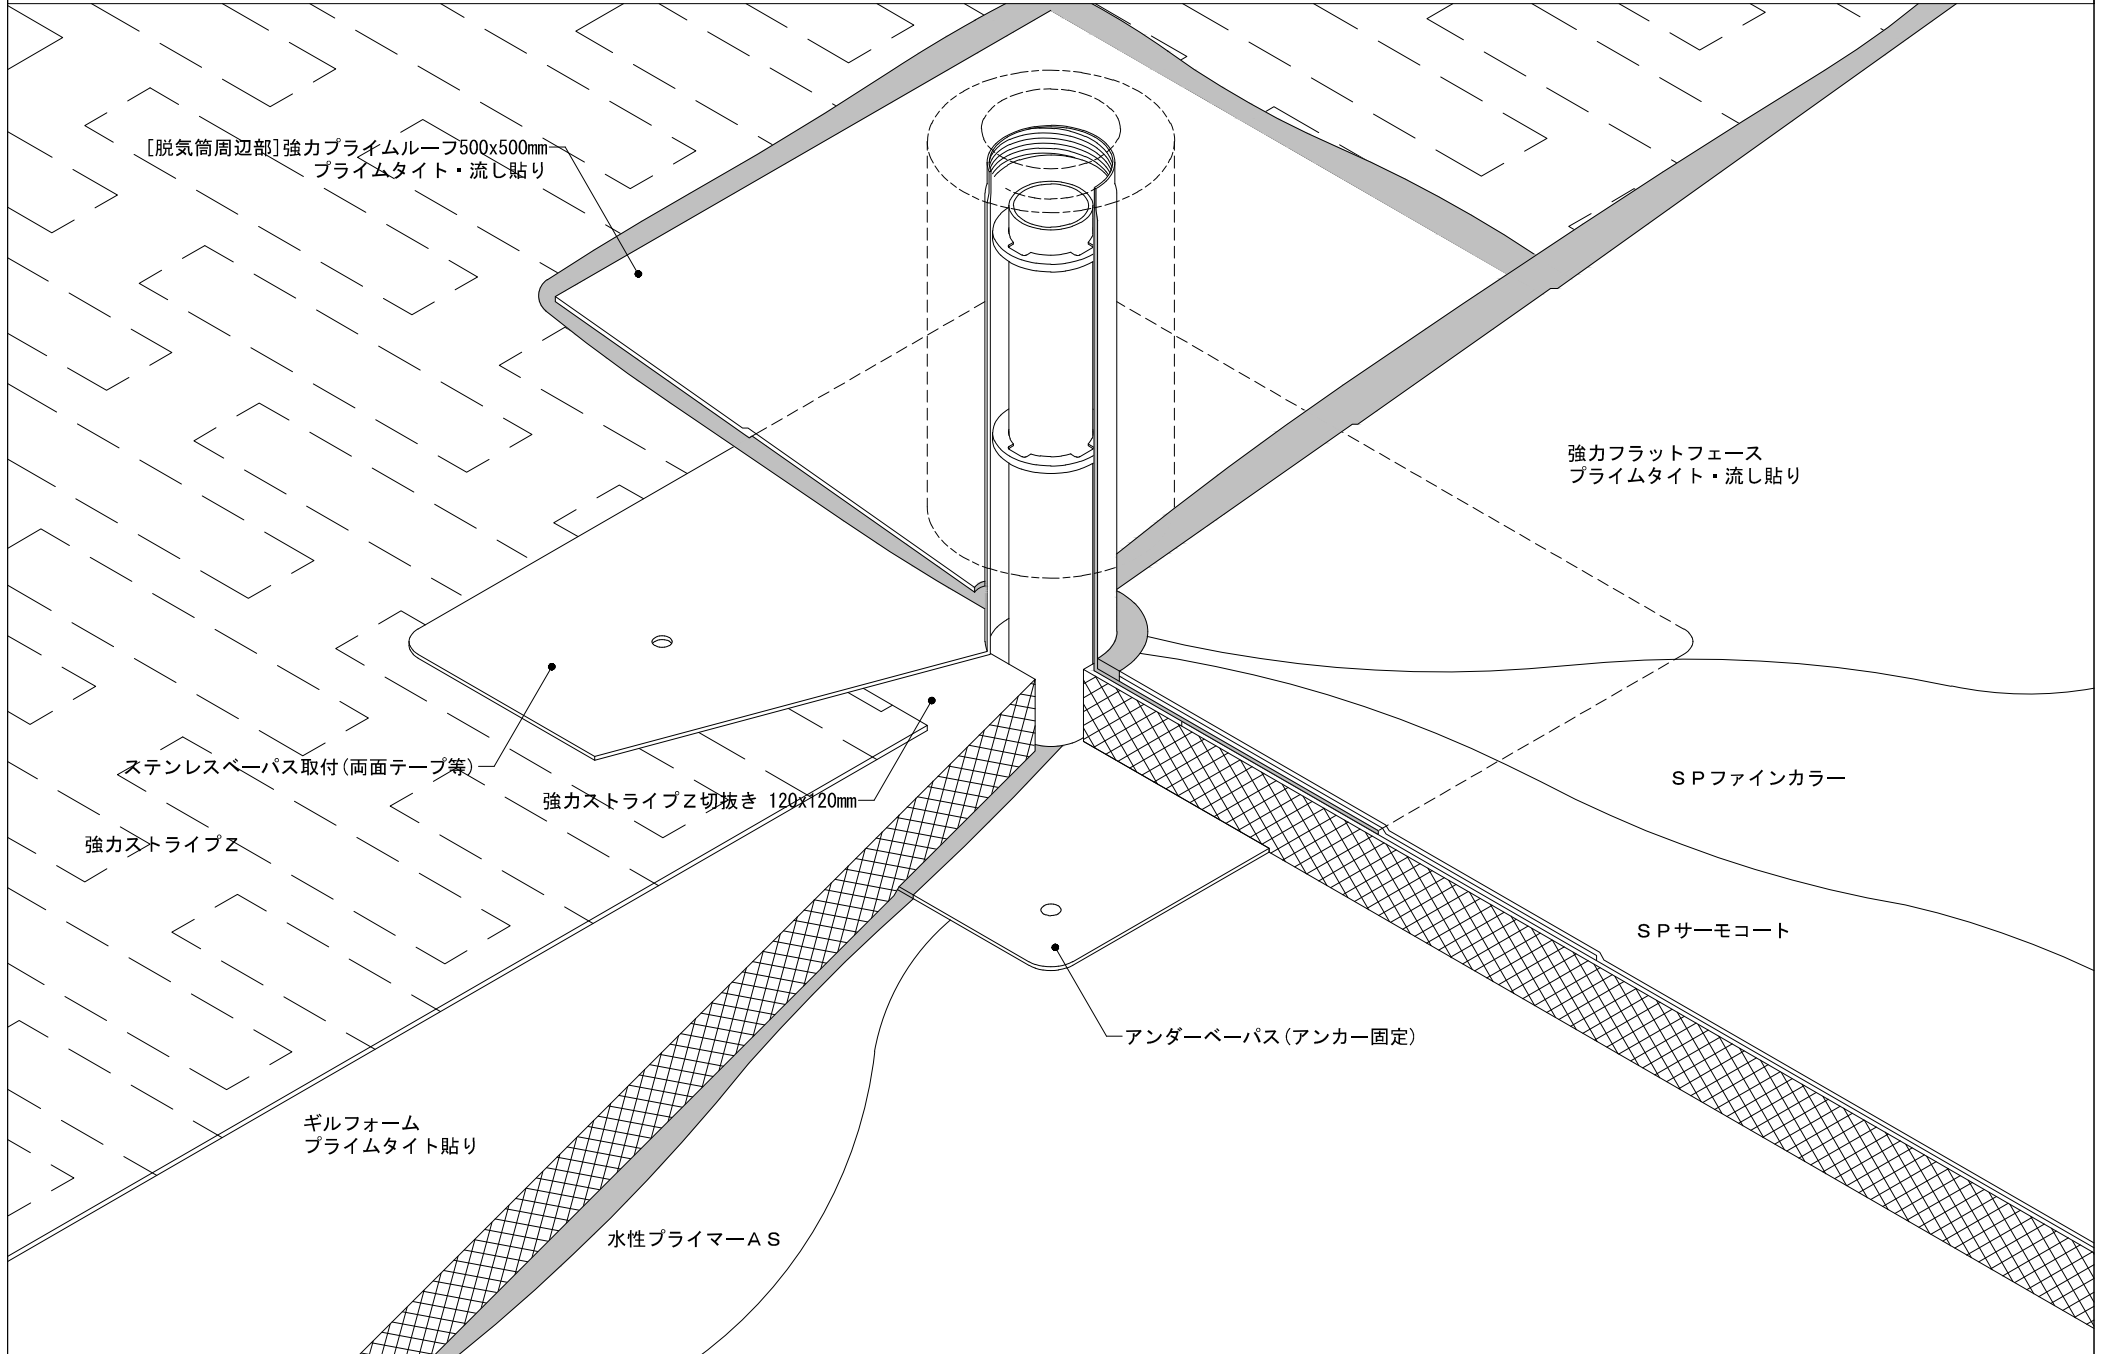 [脱気筒周辺部]強力プライムルーフ500x500mm
プライムタイト・流し貼り
強力フラットフェース
プライムタイト・流し貼り
ステンレスベーパス取付(両面テープ等)
強力ストライプZ切抜き 120x120mm
SPファインカラー
強力ストライプZ
SPサーモコート
アンダーベーパス(アンカー固定)
ギルフォーム
プライムタイト貼り
水性プライマーAS